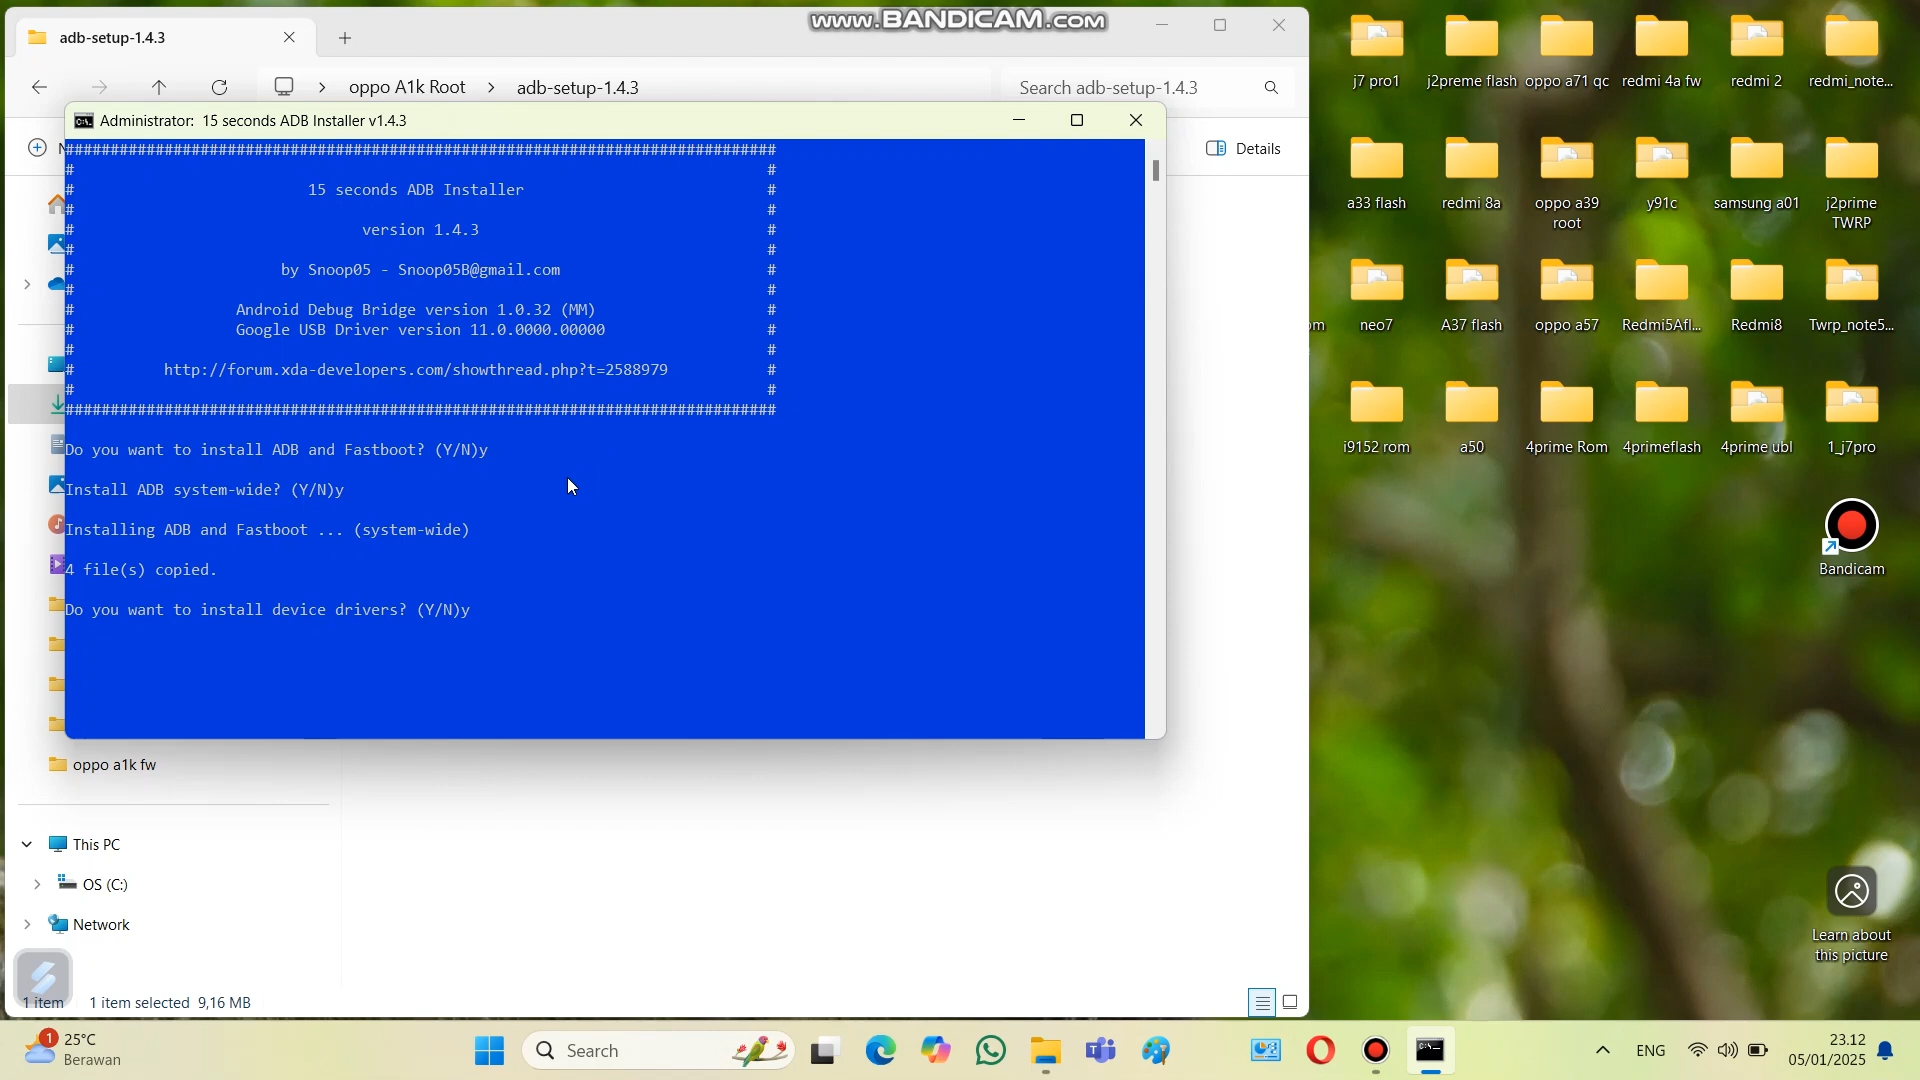 www.BANDICAM.com
adb-setup-1.4.3
oppo A1k Root
adb-setup-1.4.3
Search adb-setup-1.4.3
Administrator:  15 seconds ADB Installer v1.4.3
Details
###############################################################################
#                                                                             #
#                          15 seconds ADB Installer                           #
#                                                                             #
#                                version 1.4.3                                #
#                                                                             #
#                       by Snoop05 - Snoop05B@gmail.com                       #
#                                                                             #
#                  Android Debug Bridge version 1.0.32 (MM)                   #
#                  Google USB Driver version 11.0.0000.00000                  #
#                                                                             #
#          http://forum.xda-developers.com/showthread.php?t=2588979           #
#                                                                             #
###############################################################################
Do you want to install ADB and Fastboot? (Y/N)y
Install ADB system-wide? (Y/N)y
Installing ADB and Fastboot ... (system-wide)
4 file(s) copied.
Do you want to install device drivers? (Y/N)y
oppo a1k fw
This PC
OS (C:)
Network
1 item
1 item selected  9,16 MB
j7 pro1
j2preme flash
oppo a71 qc
redmi 4a fw
redmi 2
redmi_note...
a33 flash
redmi 8a
oppo a39
root
y91c
samsung a01
j2prime
TWRP
neo7
A37 flash
oppo a57
Redmi5Afl...
Redmi8
Twrp_note5...
i9152 rom
a50
4prime Rom
4primeflash
4prime ubl
1_j7pro
Bandicam
Learn about
this picture
1
25°C
Berawan
Search
ENG
23.12
05/01/2025